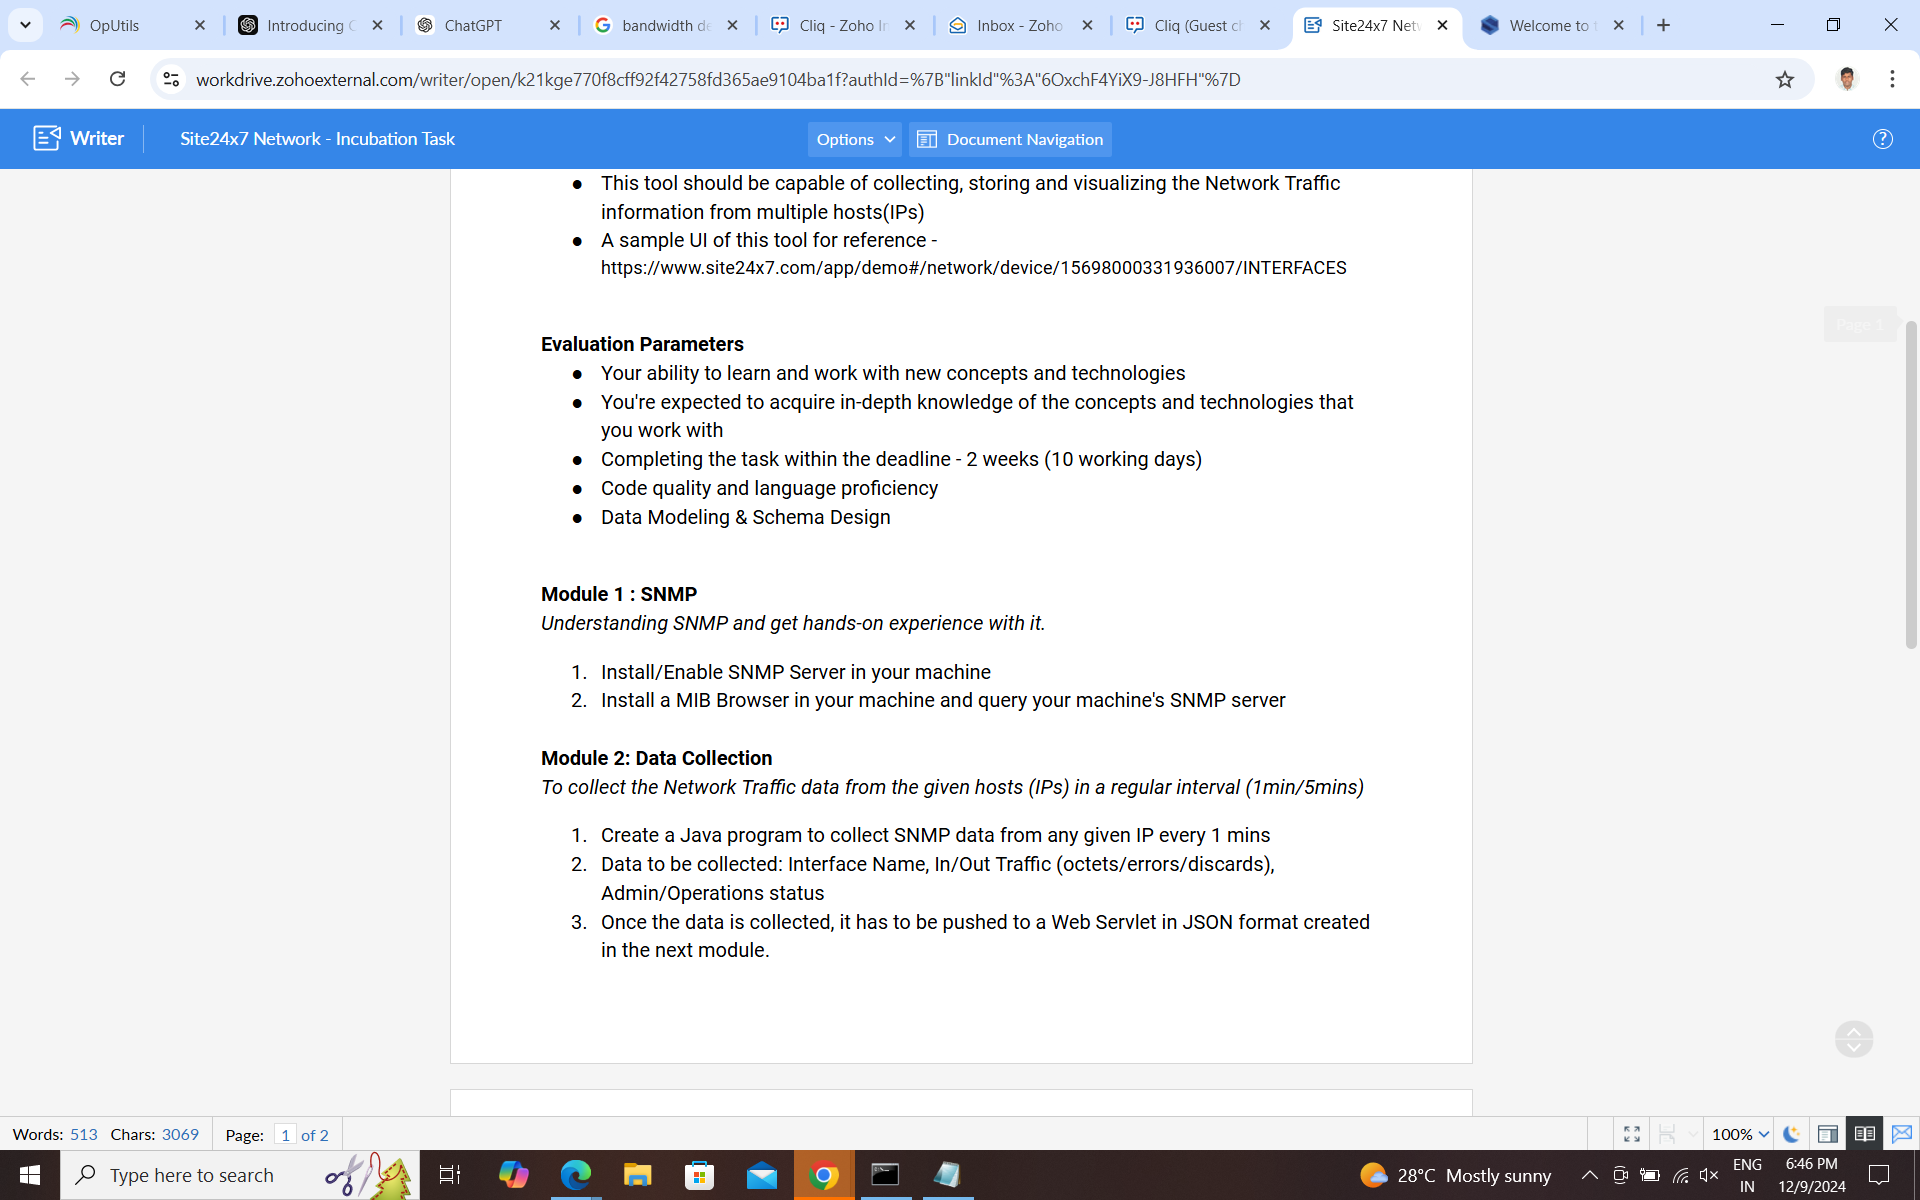 OpUtils
Introducing C
ChatGPT
bandwidth de
Cliq - Zoho In
Inbox - Zoho
Cliq (Guest ch
Site24x7 Netw
Welcome to t
workdrive.zohoexternal.com/writer/open/k21kge770f8cff92f42758fd365ae9104ba1f?authId=%7B"linkId"%3A"6OxchF4YiX9-J8HFH"%7D
Writer
Site24x7 Network - Incubation Task
Options
Document Navigation
● This tool should be capable of collecting, storing and visualizing the Network Traffic
information from multiple hosts(IPs)
● A sample UI of this tool for reference -
https://www.site24x7.com/app/demo#/network/device/15698000331936007/INTERFACES
Page 1
Evaluation Parameters
● Your ability to learn and work with new concepts and technologies
● You're expected to acquire in-depth knowledge of the concepts and technologies that
you work with
● Completing the task within the deadline - 2 weeks (10 working days)
● Code quality and language proficiency
● Data Modeling & Schema Design
Module 1 : SNMP
Understanding SNMP and get hands-on experience with it.
1. Install/Enable SNMP Server in your machine
2. Install a MIB Browser in your machine and query your machine's SNMP server
Module 2: Data Collection
To collect the Network Traffic data from the given hosts (IPs) in a regular interval (1min/5mins)
1. Create a Java program to collect SNMP data from any given IP every 1 mins
2. Data to be collected: Interface Name, In/Out Traffic (octets/errors/discards),
Admin/Operations status
3. Once the data is collected, it has to be pushed to a Web Servlet in JSON format created
in the next module.
Words: 513 Chars: 3069 Page: 1 of 2
100%
Type here to search
28°C Mostly sunny
ENG
IN
6:46 PM
12/9/2024